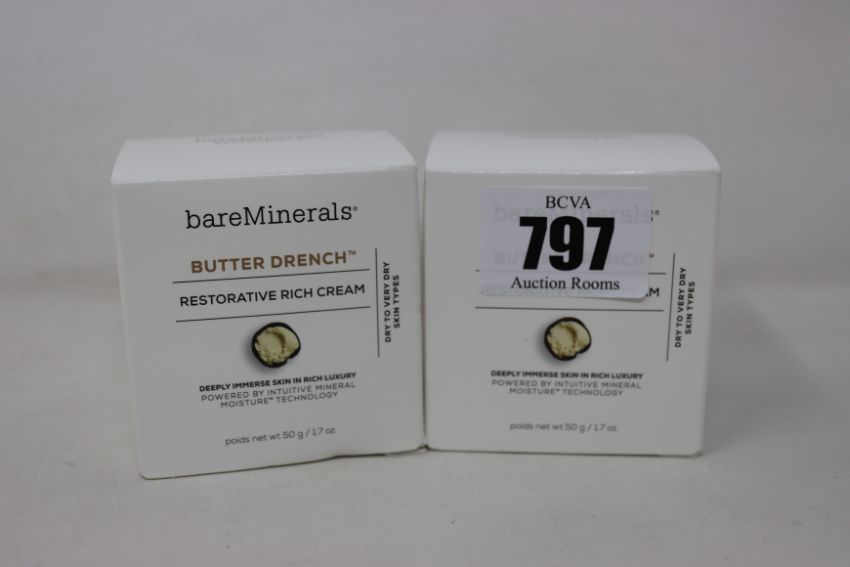 bareMinerals®
BUTTER DRENCH™
RESTORATIVE RICH CREAM
DRY TO VERY DRY
SKIN TYPES
DEEPLY IMMERSE SKIN IN RICH LUXURY
POWERED BY INTUITIVE MINERAL
MOISTURE™ TECHNOLOGY
poids net wt 50 g / 1.7 oz.
bareMinerals®
BCVA
797
Auction Rooms
DRY TO VERY DRY
SKIN TYPES
DEEPLY IMMERSE SKIN IN RICH LUXURY
POWERED BY INTUITIVE MINERAL
MOISTURE™ TECHNOLOGY
poids net wt 50 g / 1.7 oz.